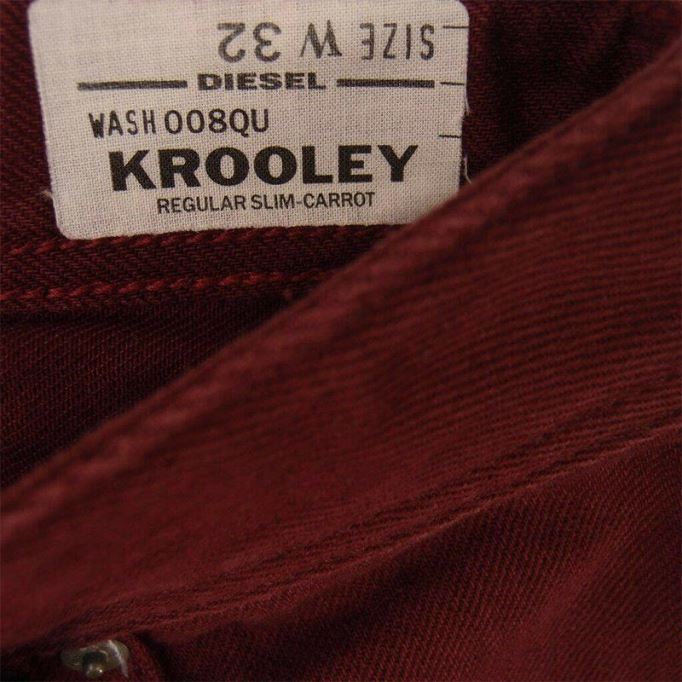 SIZE W 32
DIESEL
WASH 008QU
KROOLEY
REGULAR SLIM-CARROT